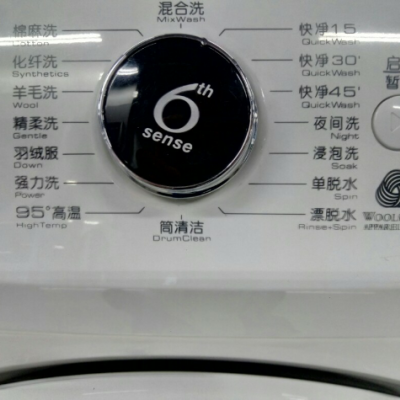 混合洗
MixWash
棉麻洗
Cotton
化纤洗
Synthetics
羊毛洗
Wool
精柔洗
Gentle
羽绒服
Down
强力洗
Power
95°高温
HighTemp
6th
sense
筒清洁
DrumClean
快净15
QuickWash
快净30'
QuickWash
快净45'
QuickWash
夜间洗
Night
浸泡洗
Soak
单脱水
Spin
漂脱水
Rinse+Spin
启
暂